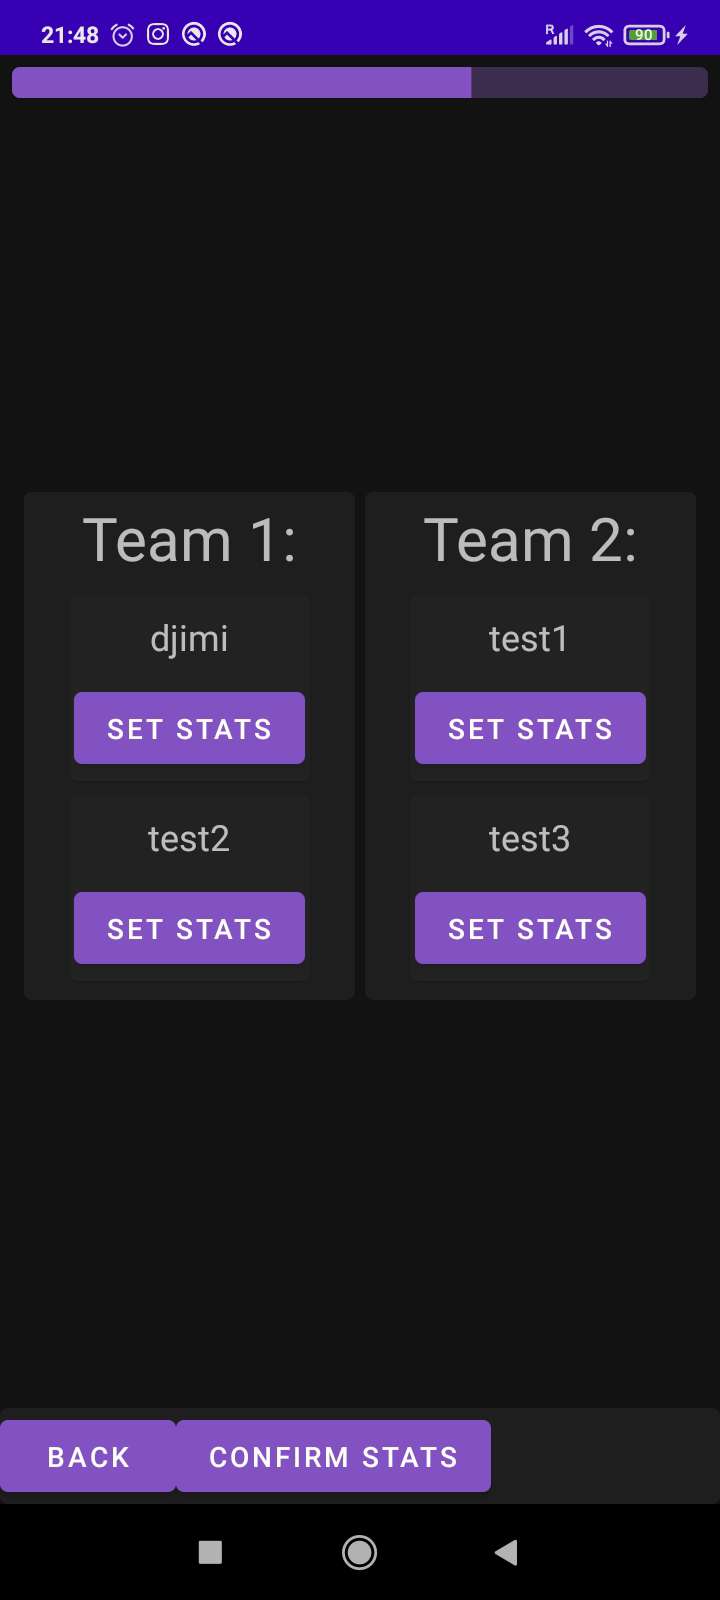 21:48
R
90
Team 1:
djimi
SET STATS
test2
SET STATS
Team 2:
test1
SET STATS
test3
SET STATS
BACK
CONFIRM STATS